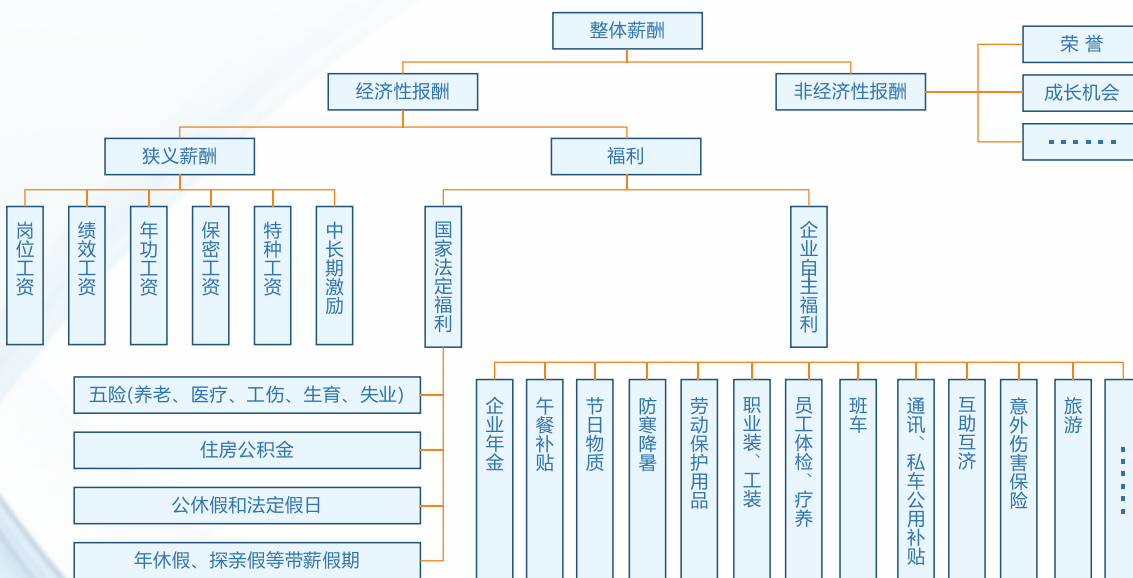 整体薪酬
荣 誉
经济性报酬
非经济性报酬
成长机会
狭义薪酬
福利
岗位工资
绩效工资
年功工资
保密工资
特种工资
中长期激励
国家法定福利
企业自主福利
五险(养老、医疗、工伤、生育、失业)
住房公积金
公休假和法定假日
年休假、探亲假等带薪假期
企业年金
午餐补贴
节日物质
防寒降暑
劳动保护用品
职业装、工装
员工体检、疗养
班车
通讯、私车公用补贴
互助互济
意外伤害保险
旅游